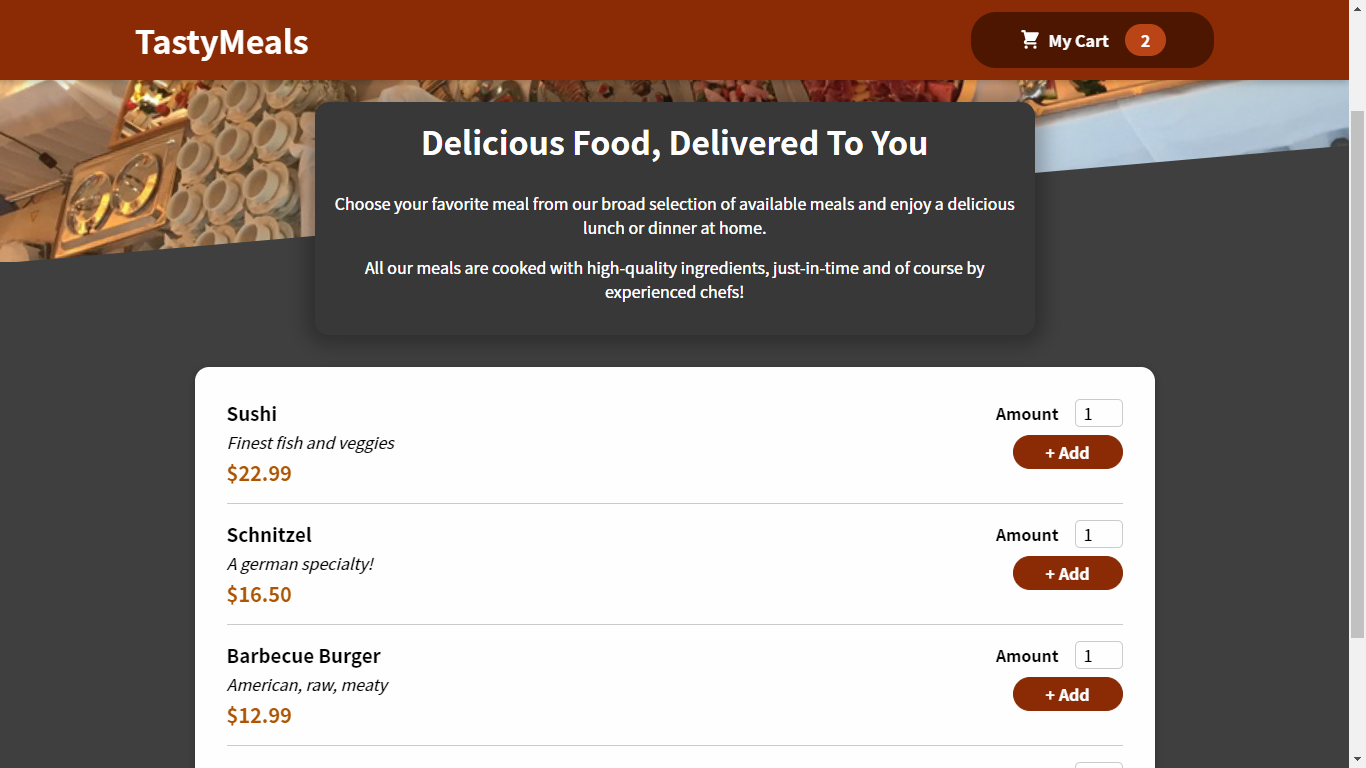 TastyMeals
My Cart 2
Delicious Food, Delivered To You
Choose your favorite meal from our broad selection of available meals and enjoy a delicious
lunch or dinner at home.
All our meals are cooked with high-quality ingredients, just-in-time and of course by
experienced chefs!
Sushi
Amount 1
Finest fish and veggies
+ Add
$22.99
Schnitzel
Amount 1
A german specialty!
+ Add
$16.50
Barbecue Burger
Amount 1
American, raw, meaty
+ Add
$12.99